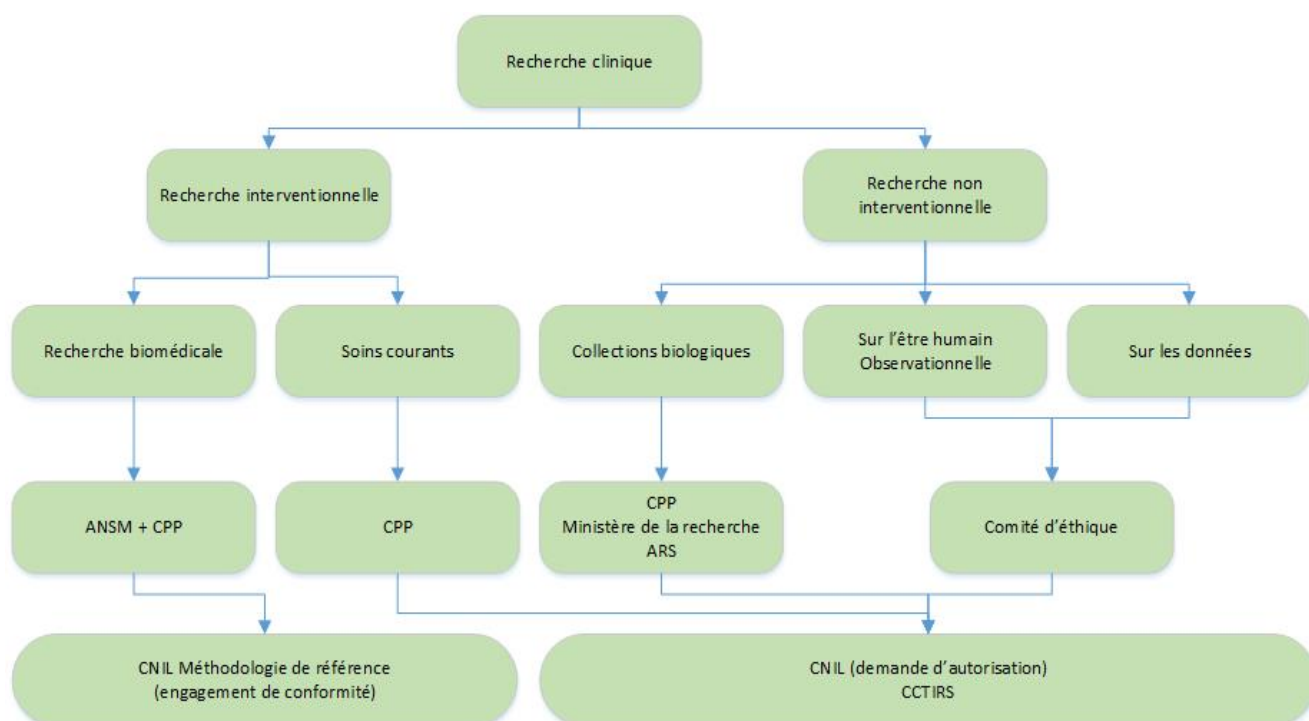 Recherche clinique
Recherche interventionnelle
Recherche non
interventionnelle
Recherche biomédicale
Soins courants
Collections biologiques
Sur l'être humain
Observationnelle
Sur les données
ANSM + CPP
CPP
CPP
Ministère de la recherche
ARS
Comité d'éthique
CNIL Méthodologie de référence
(engagement de conformité)
CNIL (demande d'autorisation)
CCTIRS